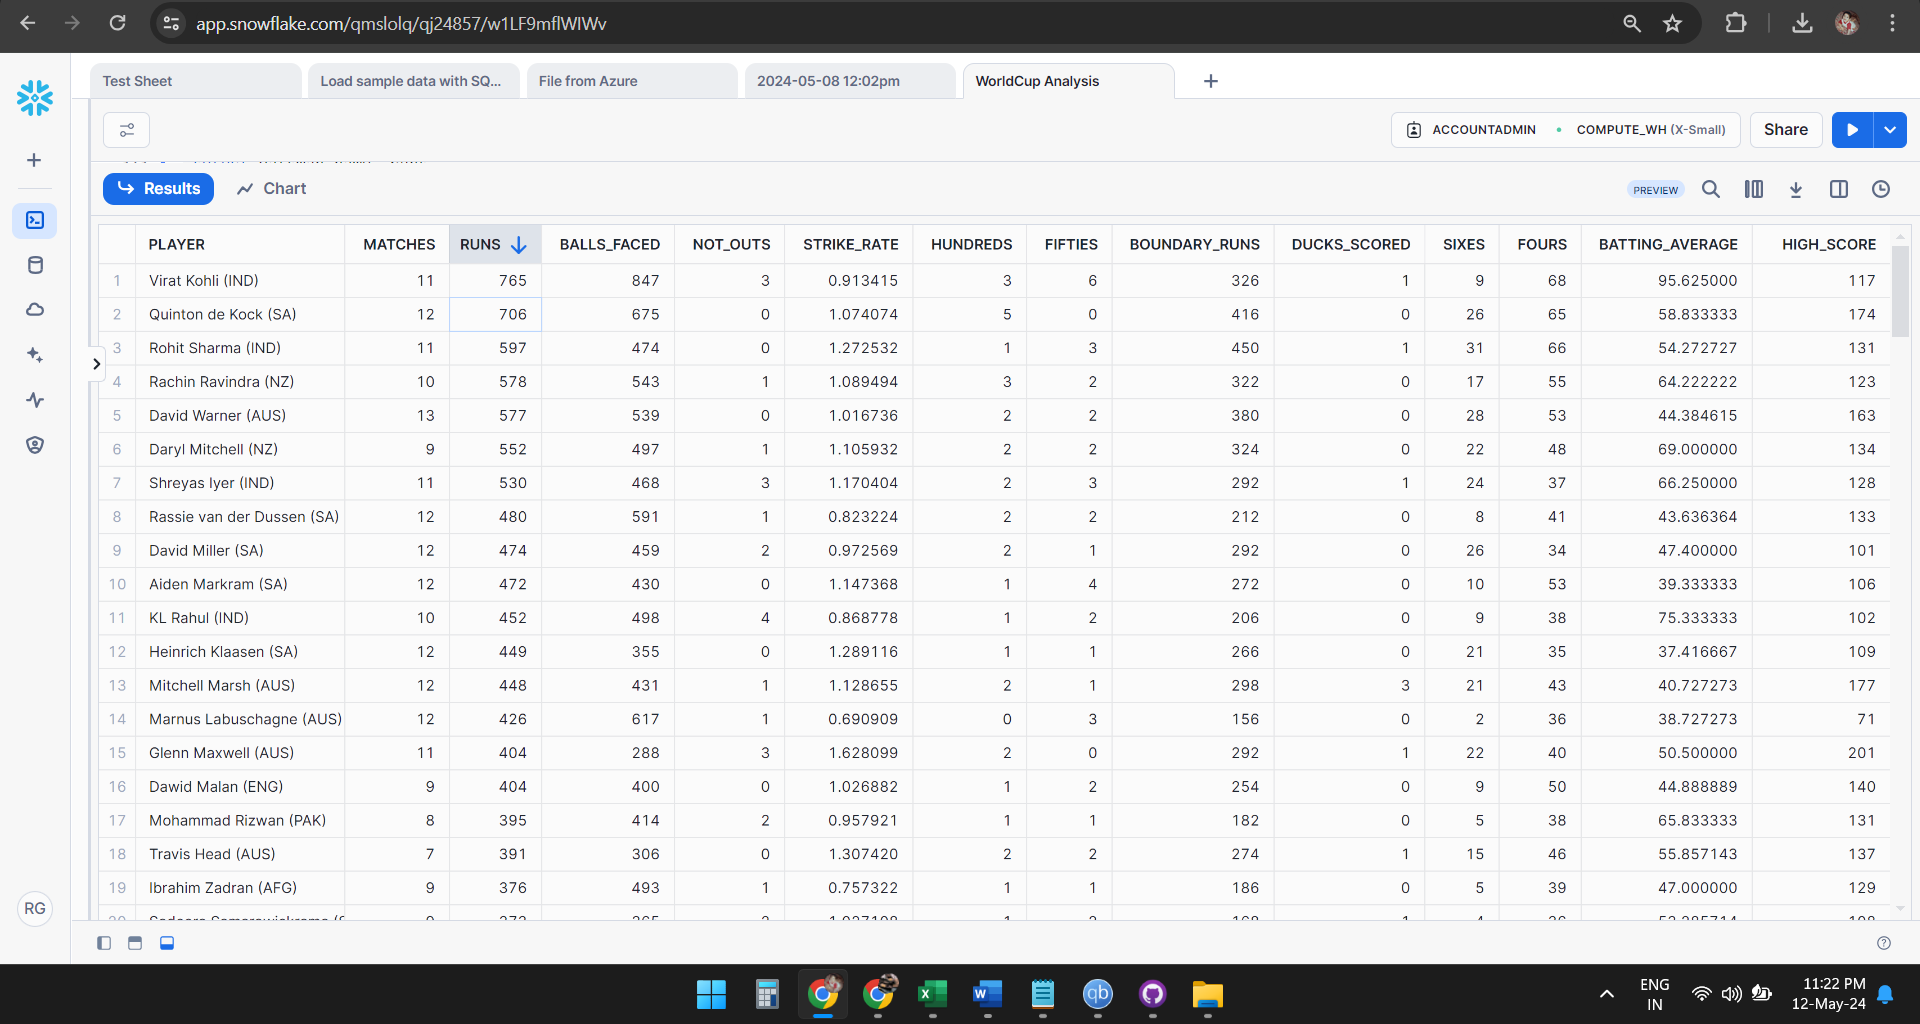 app.snowflake.com/qmslolq/qj24857/w1LF9mflWlWv
Test Sheet
Load sample data with SQ...
File from Azure
2024-05-08 12:02pm
WorldCup Analysis
ACCOUNTADMIN
COMPUTE_WH (X-Small)
Share
Results
Chart
PREVIEW
PLAYER MATCHES RUNS BALLS_FACED NOT_OUTS STRIKE_RATE HUNDREDS FIFTIES BOUNDARY_RUNS DUCKS_SCORED SIXES FOURS BATTING_AVERAGE HIGH_SCORE
1 Virat Kohli (IND) 11 765 847 3 0.913415 3 6 326 1 9 68 95.625000 117
2 Quinton de Kock (SA) 12 706 675 0 1.074074 5 0 416 0 26 65 58.833333 174
3 Rohit Sharma (IND) 11 597 474 0 1.272532 1 3 450 1 31 66 54.272727 131
4 Rachin Ravindra (NZ) 10 578 543 1 1.089494 3 2 322 0 17 55 64.222222 123
5 David Warner (AUS) 13 577 539 0 1.016736 2 2 380 0 28 53 44.384615 163
6 Daryl Mitchell (NZ) 9 552 497 1 1.105932 2 2 324 0 22 48 69.000000 134
7 Shreyas Iyer (IND) 11 530 468 3 1.170404 2 3 292 1 24 37 66.250000 128
8 Rassie van der Dussen (SA) 12 480 591 1 0.823224 2 2 212 0 8 41 43.636364 133
9 David Miller (SA) 12 474 459 2 0.972569 2 1 292 0 26 34 47.400000 101
10 Aiden Markram (SA) 12 472 430 0 1.147368 1 4 272 0 10 53 39.333333 106
11 KL Rahul (IND) 10 452 498 4 0.868778 1 2 206 0 9 38 75.333333 102
12 Heinrich Klaasen (SA) 12 449 355 0 1.289116 1 1 266 0 21 35 37.416667 109
13 Mitchell Marsh (AUS) 12 448 431 1 1.128655 2 1 298 3 21 43 40.727273 177
14 Marnus Labuschagne (AUS) 12 426 617 1 0.690909 0 3 156 0 2 36 38.727273 71
15 Glenn Maxwell (AUS) 11 404 288 3 1.628099 2 0 292 1 22 40 50.500000 201
16 Dawid Malan (ENG) 9 404 400 0 1.026882 1 2 254 0 9 50 44.888889 140
17 Mohammad Rizwan (PAK) 8 395 414 2 0.957921 1 1 182 0 5 38 65.833333 131
18 Travis Head (AUS) 7 391 306 0 1.307420 2 2 274 1 15 46 55.857143 137
19 Ibrahim Zadran (AFG) 9 376 493 1 0.757322 1 1 186 0 5 39 47.000000 129
RG
ENG
IN
11:22 PM
12-May-24